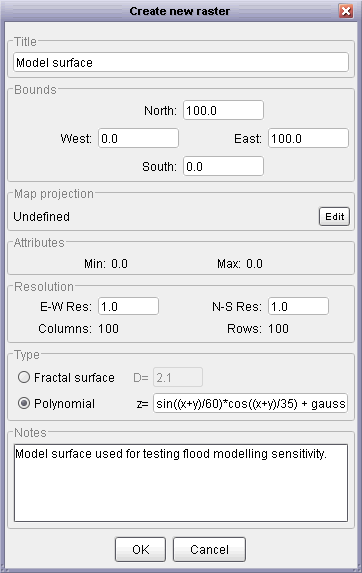 Create new raster
Title
Model surface
Bounds
North: 100.0
West: 0.0 East: 100.0
South: 0.0
Map projection
Undefined Edit
Attributes
Min: 0.0 Max: 0.0
Resolution
E-W Res: 1.0 N-S Res: 1.0
Columns: 100 Rows: 100
Type
Fractal surface D= 2.1
Polynomial z= sin((x+y)/60)*cos((x+y)/35) + gauss
Notes
Model surface used for testing flood modelling sensitivity.
OK Cancel